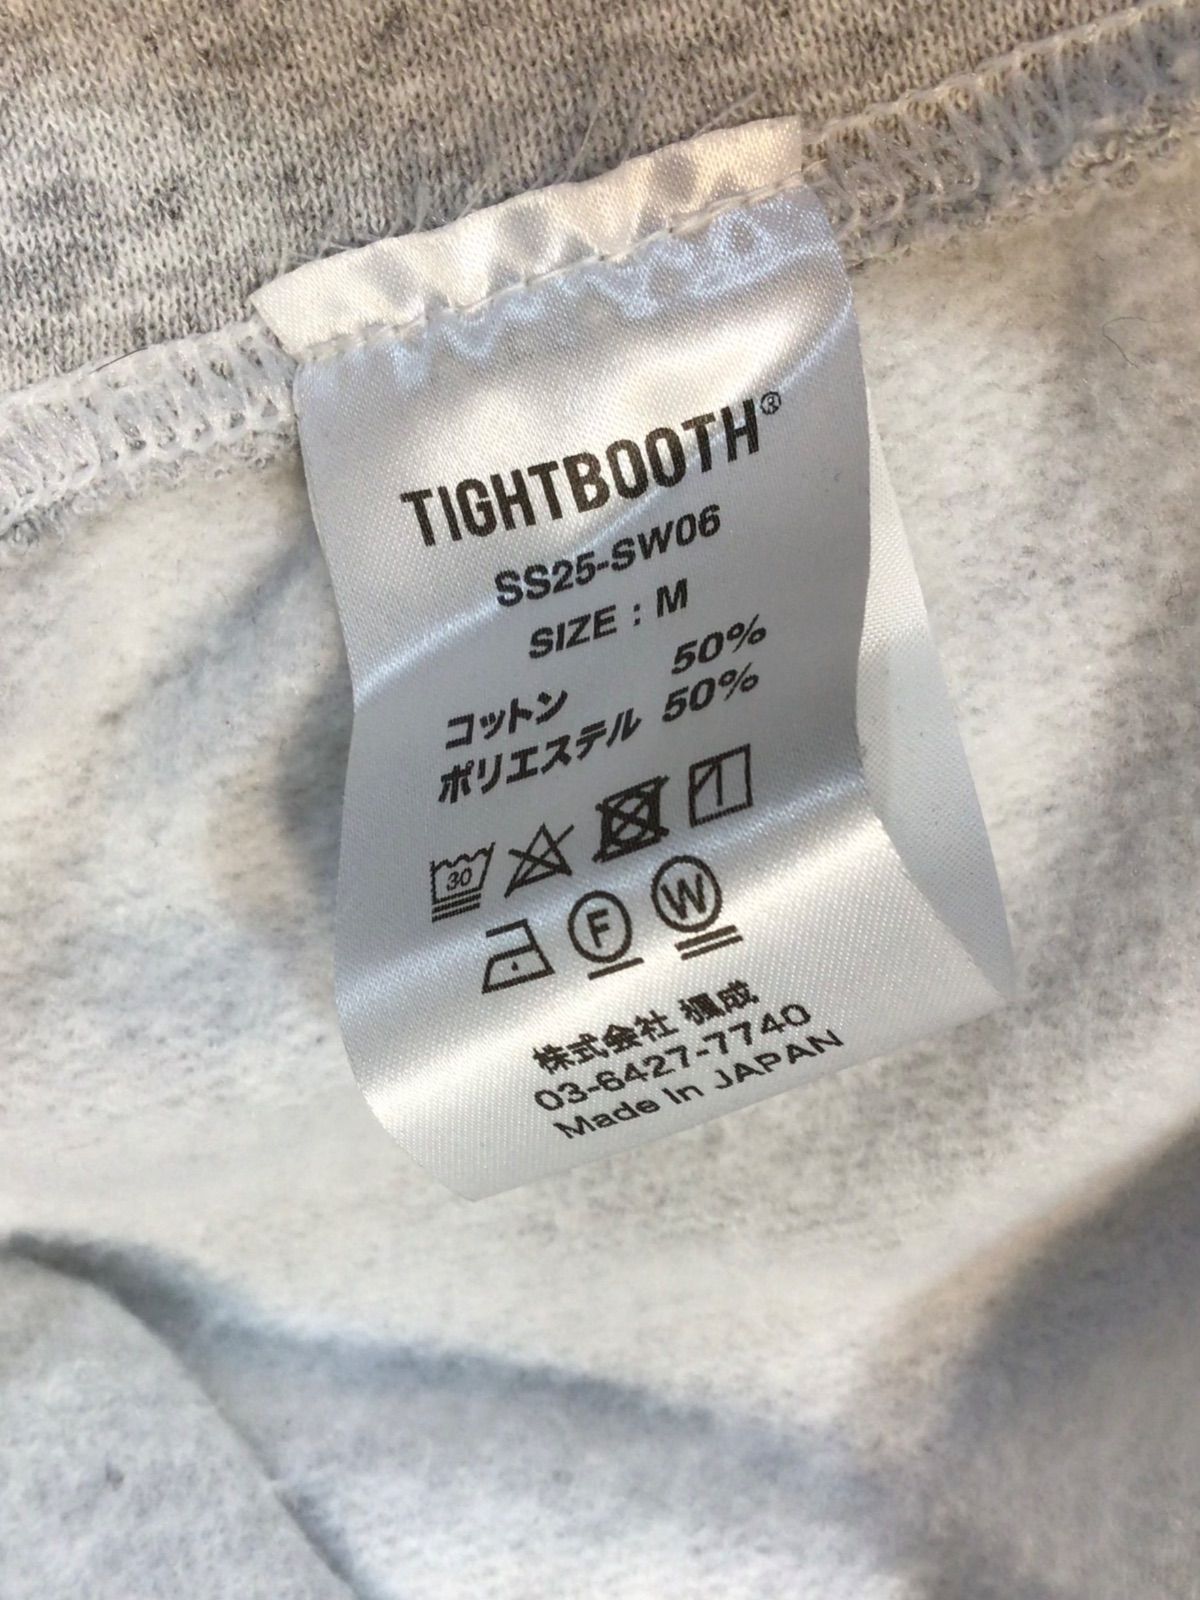 TIGHTBOOTH®
SS25-SW06
SIZE : M
コットン 50%
ポリエステル 50%
30
F W
株式会社 楓成
03-6427-7740
Made In JAPAN